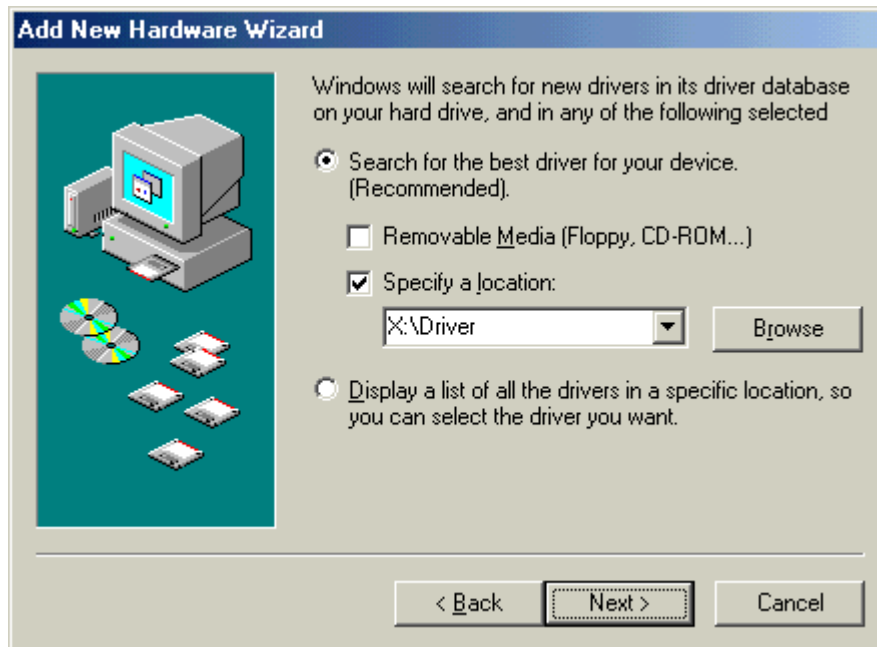 Add New Hardware Wizard
Windows will search for new drivers in its driver database
on your hard drive, and in any of the following selected
Search for the best driver for your device.
(Recommended).
Removable Media (Floppy, CD-ROM...)
Specify a location:
X:\Driver
Browse
Display a list of all the drivers in a specific location, so
you can select the driver you want.
< Back
Next >
Cancel